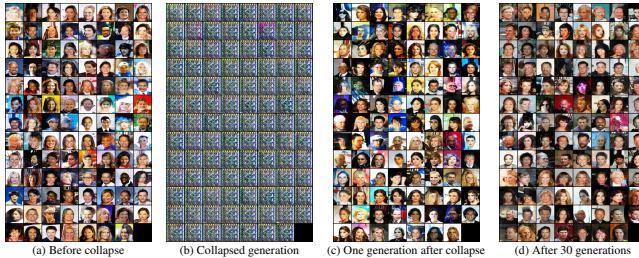 (a) Before collapse
(b) Collapsed generation
(c) One generation after collapse
(d) After 30 generations